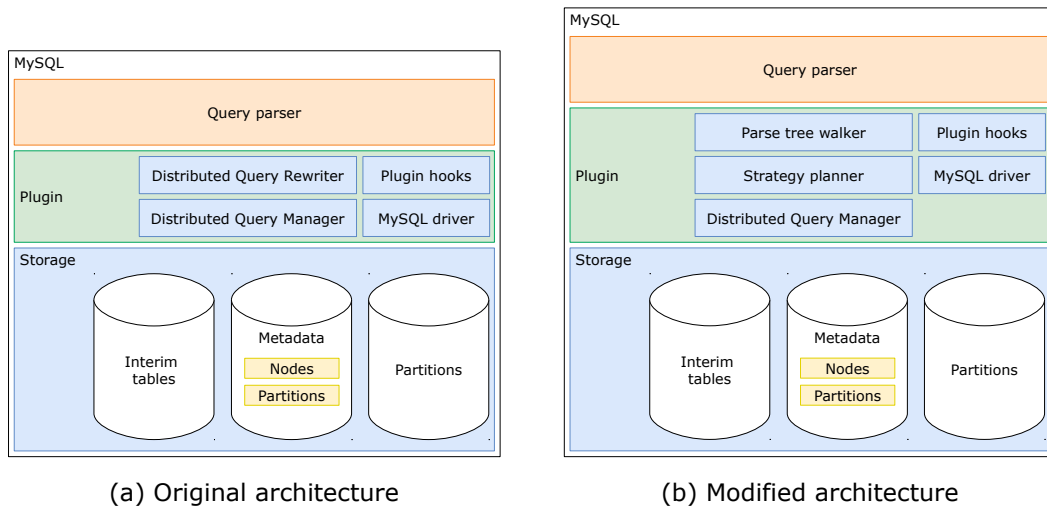 MySQL
Query parser
Plugin
Distributed Query Rewriter
Plugin hooks
Distributed Query Manager
MySQL driver
Storage
Interim
tables
Metadata
Nodes
Partitions
Partitions
(a) Original architecture
MySQL
Query parser
Plugin
Parse tree walker
Plugin hooks
Strategy planner
MySQL driver
Distributed Query Manager
Storage
Interim
tables
Metadata
Nodes
Partitions
Partitions
(b) Modified architecture